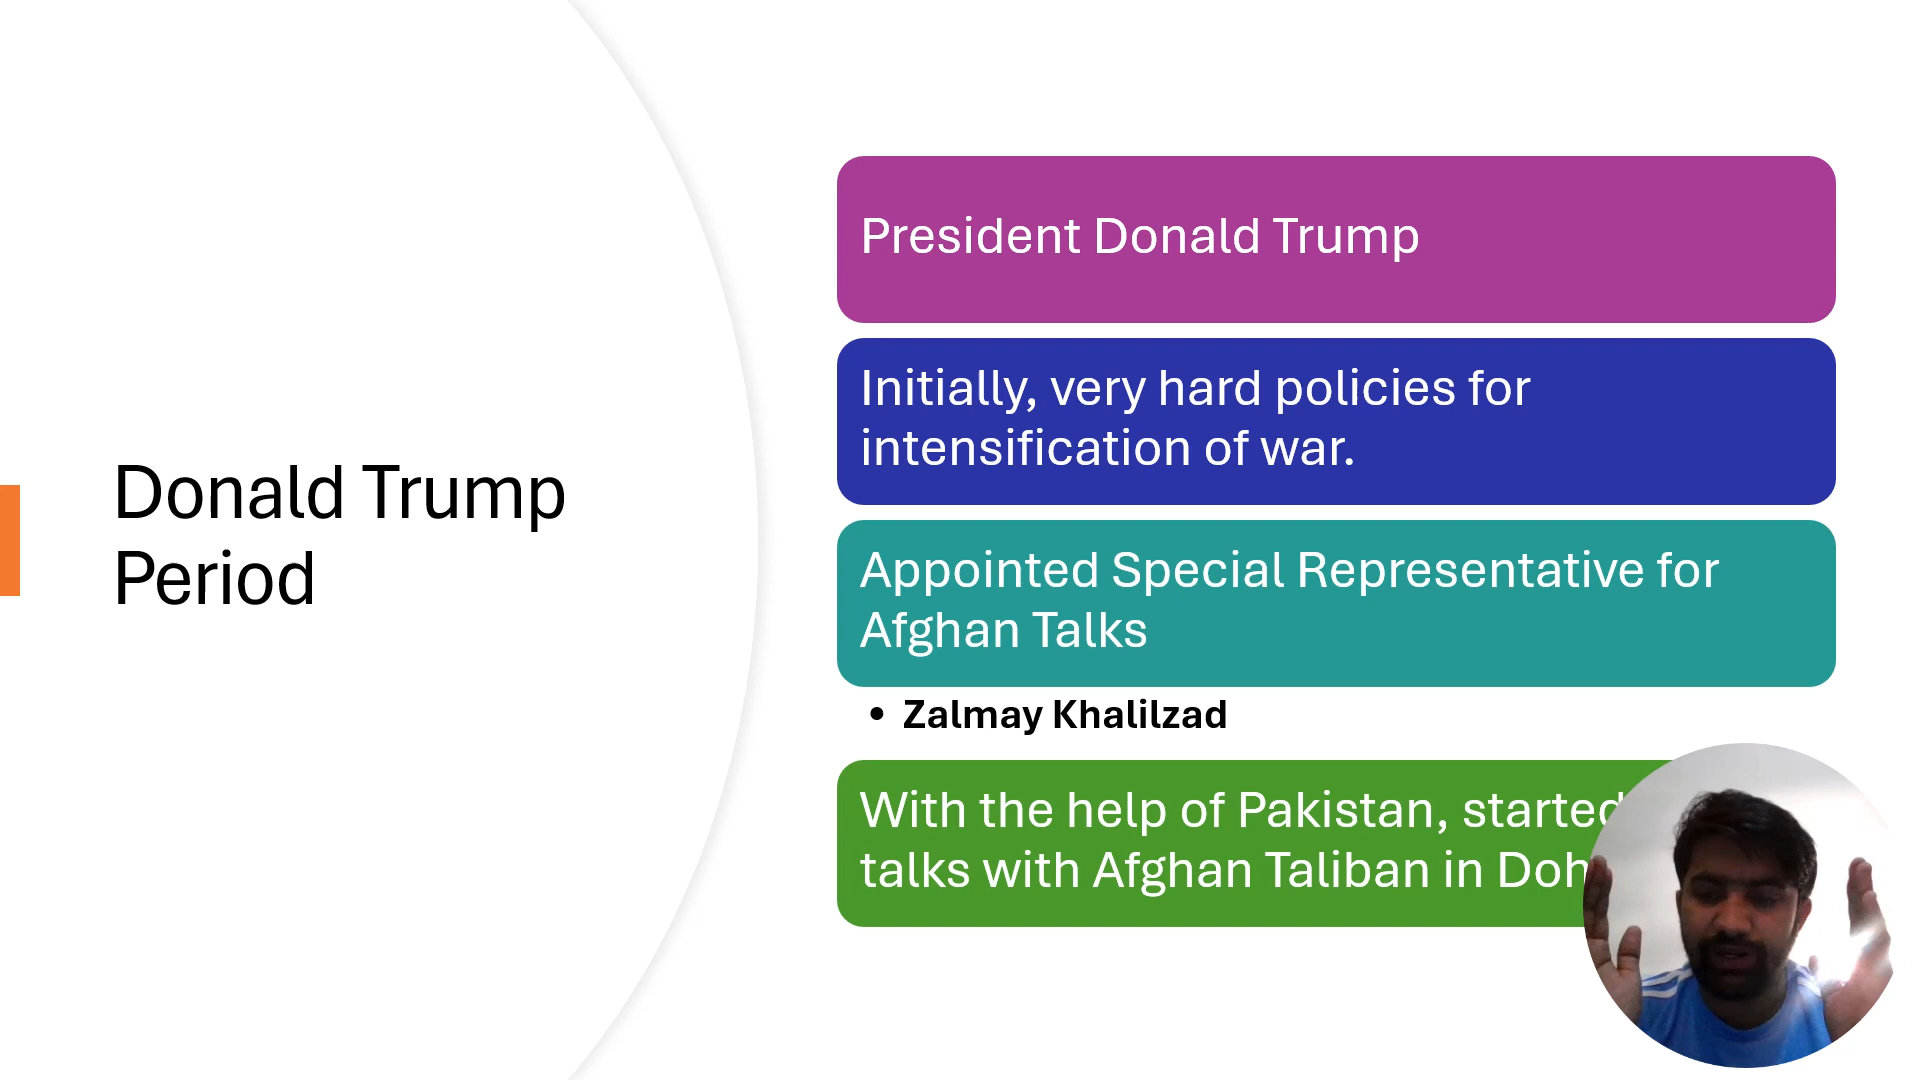 Donald Trump
Period
President Donald Trump
Initially, very hard policies for
intensification of war.
Appointed Special Representative for
Afghan Talks
• Zalmay Khalilzad
With the help of Pakistan, started
talks with Afghan Taliban in